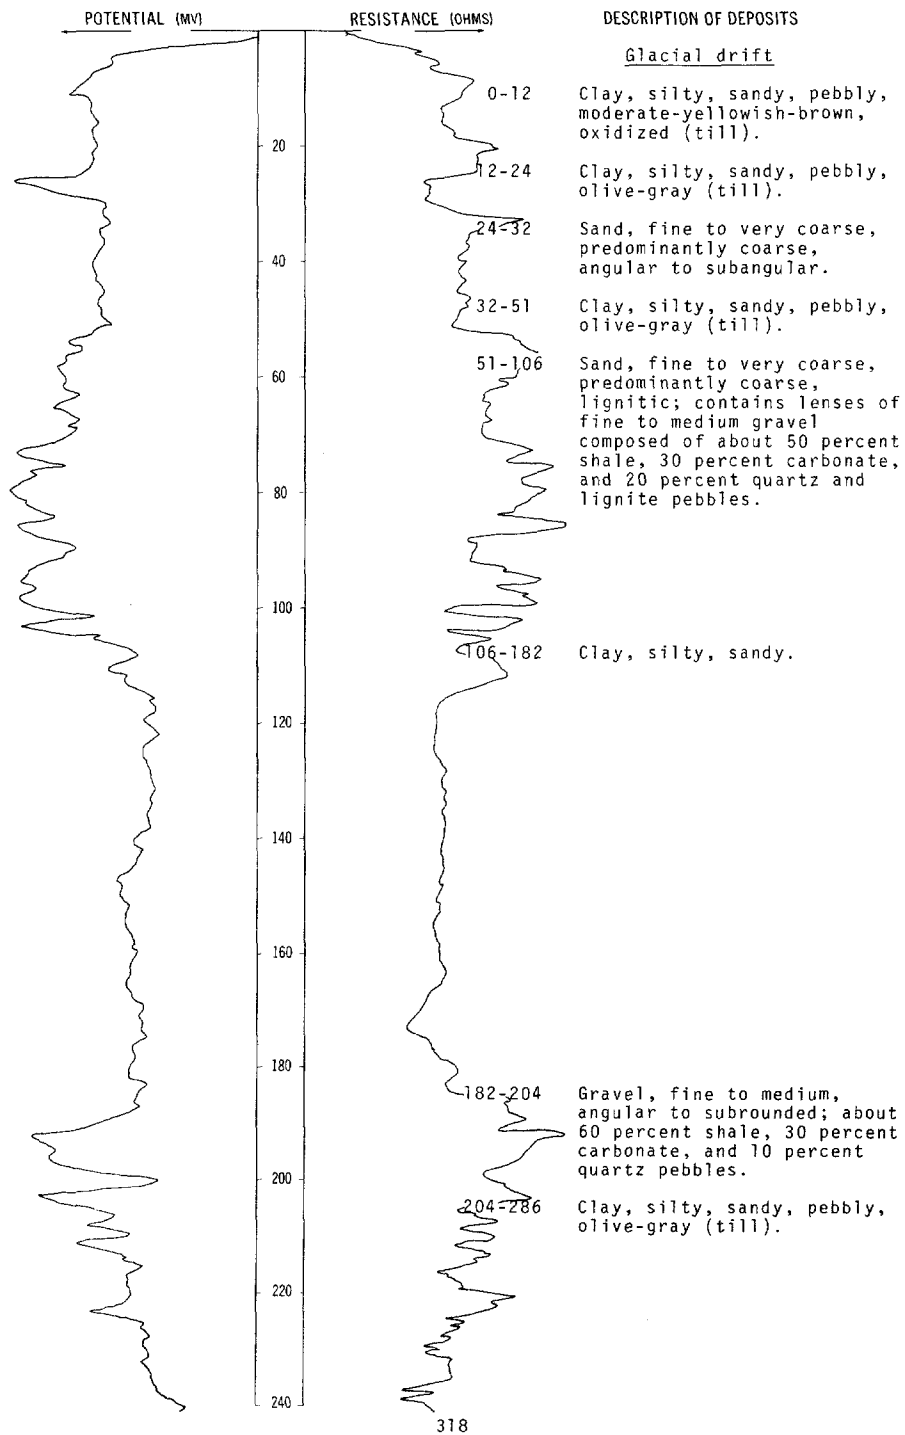 POTENTIAL (MV)
RESISTANCE (OHMS)
DESCRIPTION OF DEPOSITS
Glacial drift
0-12 Clay, silty, sandy, pebbly,
moderate-yellowish-brown,
oxidized (till).
20
12-24 Clay, silty, sandy, pebbly,
olive-gray (till).
24-32 Sand, fine to very coarse,
predominantly coarse,
angular to subangular.
40
32-51 Clay, silty, sandy, pebbly,
olive-gray (till).
51-106 Sand, fine to very coarse,
predominantly coarse,
lignitic; contains lenses of
fine to medium gravel
composed of about 50 percent
shale, 30 percent carbonate,
and 20 percent quartz and
lignite pebbles.
60
80
100
106-182 Clay, silty, sandy.
120
140
160
180
182-204 Gravel, fine to medium,
angular to subrounded; about
60 percent shale, 30 percent
carbonate, and 10 percent
quartz pebbles.
200
204-286 Clay, silty, sandy, pebbly,
olive-gray (till).
220
240
318